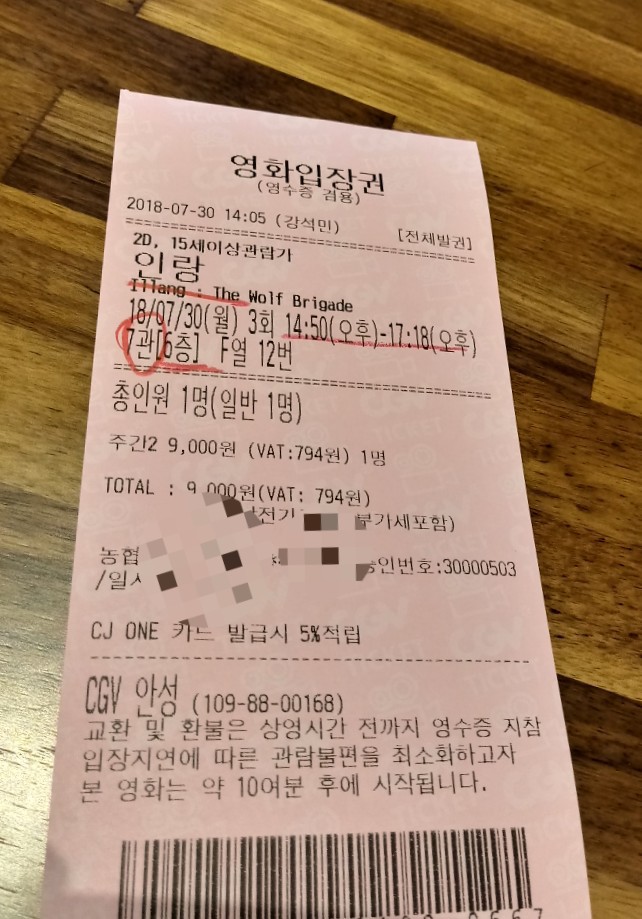 영화입장권
(영수증 겸용)
2018-07-30 14:05 (강석민) [전체발권]
2D, 15세이상관람가
인랑
Illang : The Wolf Brigade
18/07/30(월) 3회 14:50(오후)-17:18(오후)
7관[6층] F열 12번
총인원 1명(일반 1명)
주간2 9,000원 (VAT:794원) 1명
TOTAL : 9,000원(VAT: 794원)
부기세포함)
농협 인번호:30000503
/일시
CJ ONE 카드 발급시 5%적립
CGV 안성 (109-88-00168)
교환 및 환불은 상영시간 전까지 영수증 지참
입장지연에 따른 관람불편을 최소화하고자
본 영화는 약 10여분 후에 시작됩니다.